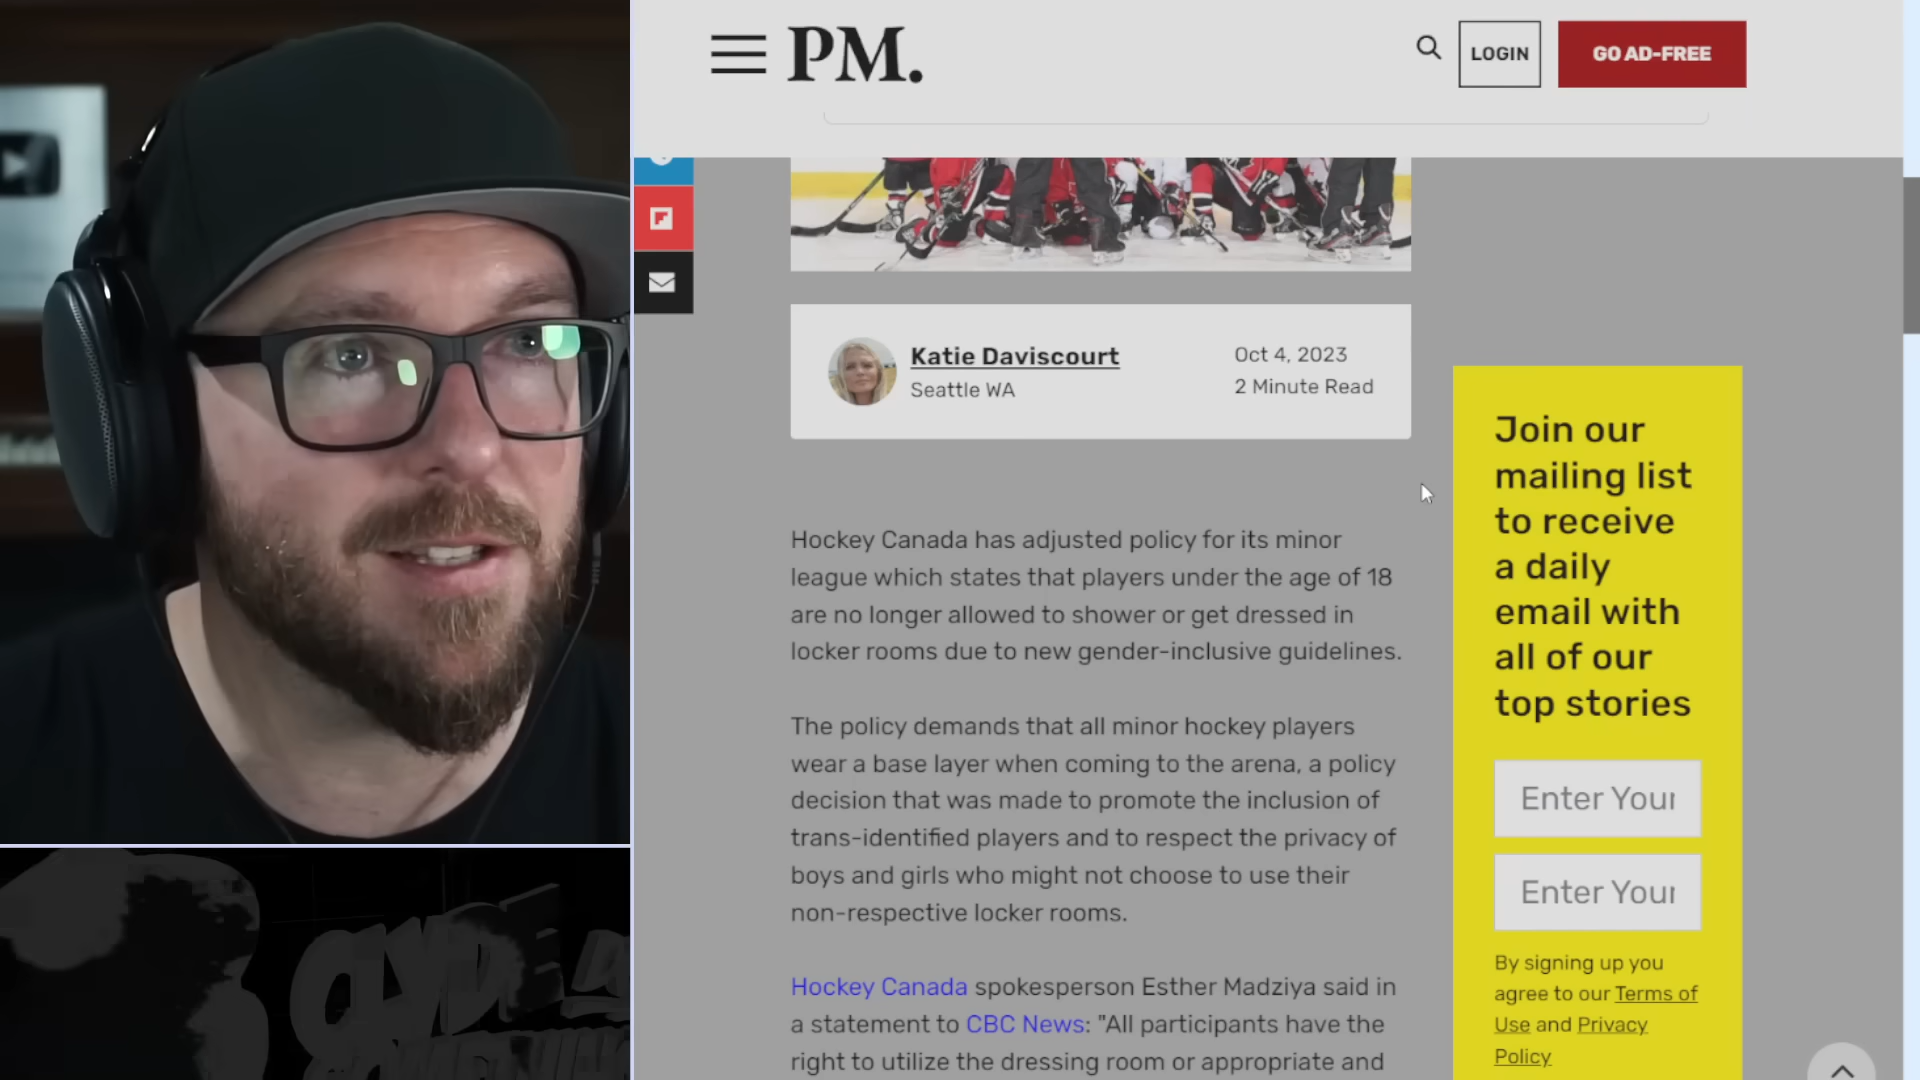 PM.
LOGIN
GO AD-FREE
Katie Daviscourt
Seattle WA
Oct 4, 2023
2 Minute Read
Hockey Canada has adjusted policy for its minor
league which states that players under the age of 18
are no longer allowed to shower or get dressed in
locker rooms due to new gender-inclusive guidelines.
The policy demands that all minor hockey players
wear a base layer when coming to the arena, a policy
decision that was made to promote the inclusion of
trans-identified players and to respect the privacy of
boys and girls who might not choose to use their
non-respective locker rooms.
Hockey Canada spokesperson Esther Madziya said in
a statement to CBC News: "All participants have the
right to utilize the dressing room or appropriate and
Join our
mailing list
to receive
a daily
email with
all of our
top stories
Enter Your
Enter Your
By signing up you
agree to our Terms of
Use and Privacy
Policy
CLYDE